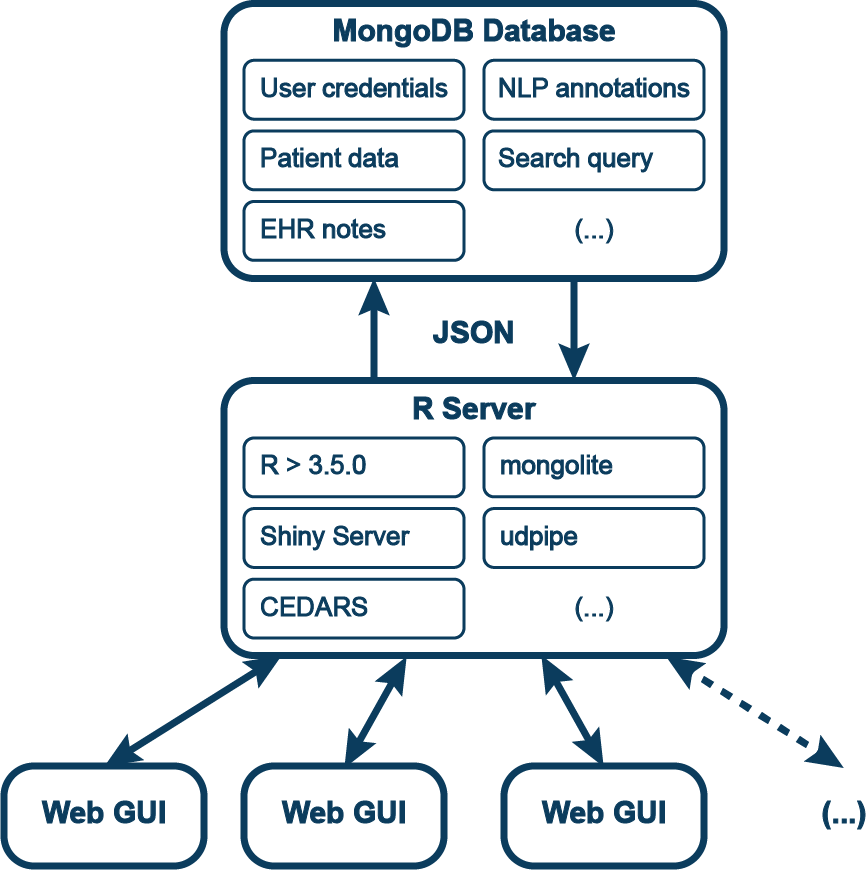 MongoDB Database
User credentials
NLP annotations
Patient data
Search query
EHR notes
(...)
JSON
R Server
R > 3.5.0
mongolite
Shiny Server
udpipe
CEDARS
(...)
Web GUI
Web GUI
Web GUI
(...)